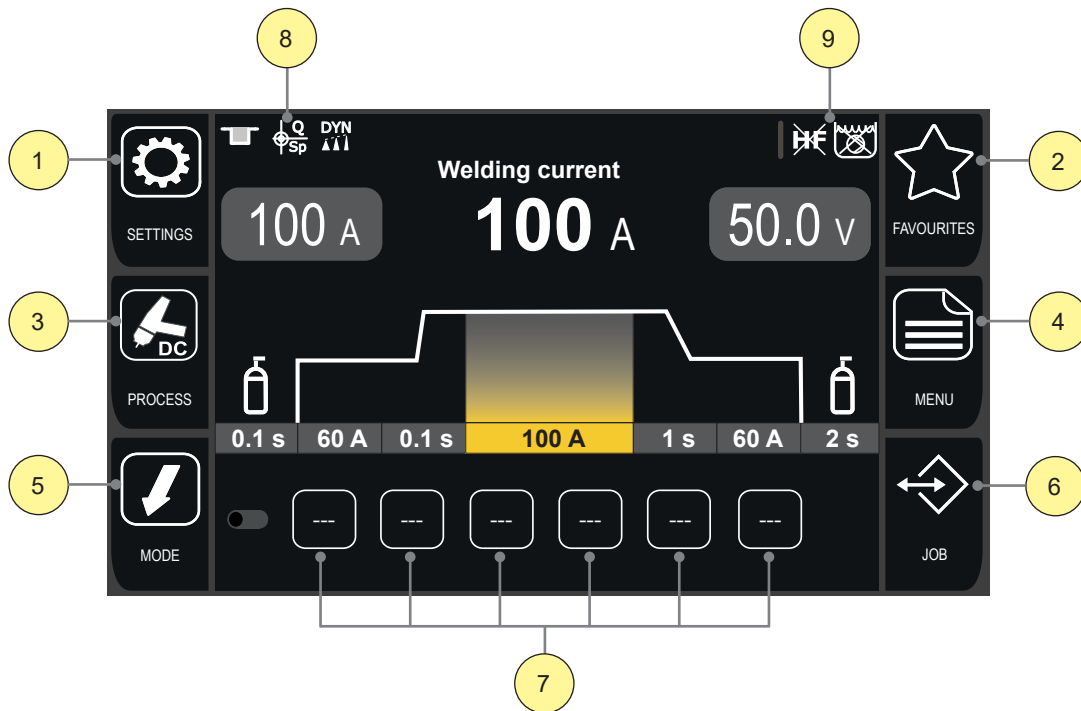 8
9
1
2
3
4
5
6
7
SETTINGS
PROCESS
DC
MODE
Q
Sp
DYN
HF
Welding current
100 A
100 A
50.0 V
0.1 s
60 A
0.1 s
100 A
1 s
60 A
2 s
---
---
---
---
---
---
FAVOURITES
MENU
JOB